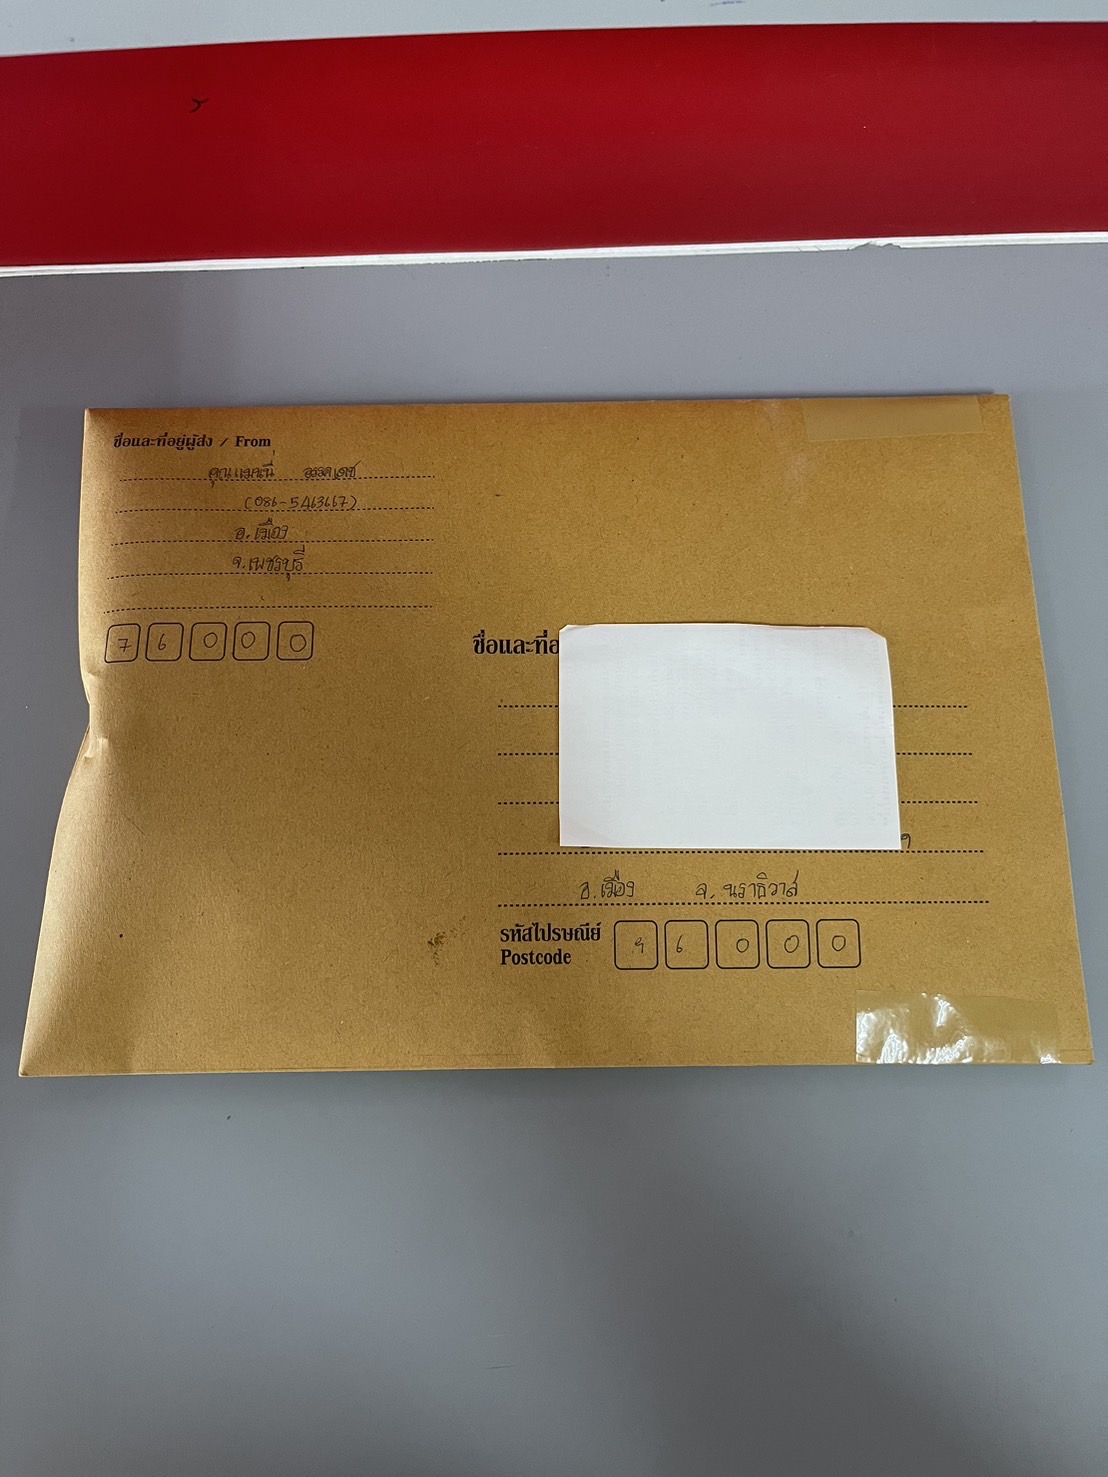 ชื่อและที่อยู่ผู้ส่ง / From
(086-5463667)
อ.เมือง
จ.เพชรบุรี
76000
ชื่อและที่อ
อ.เมือง จ.นราธิวาส
รหัสไปรษณีย์ 96000
Postcode